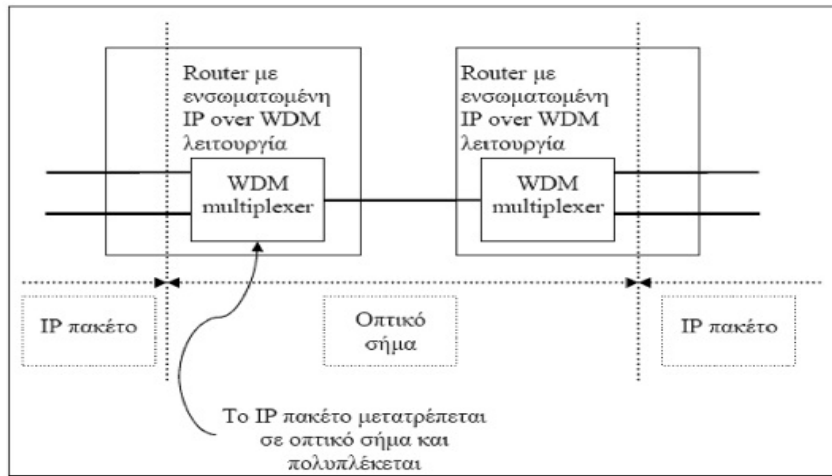 Router με
ενσωματωμένη
IP over WDM
λειτουργία
WDM
multiplexer
Router με
ενσωματωμένη
IP over WDM
λειτουργία
WDM
multiplexer
IP πακέτο
Οπτικό
σήμα
IP πακέτο
Το IP πακέτο μετατρέπεται
σε οπτικό σήμα και
πολυπλέκεται